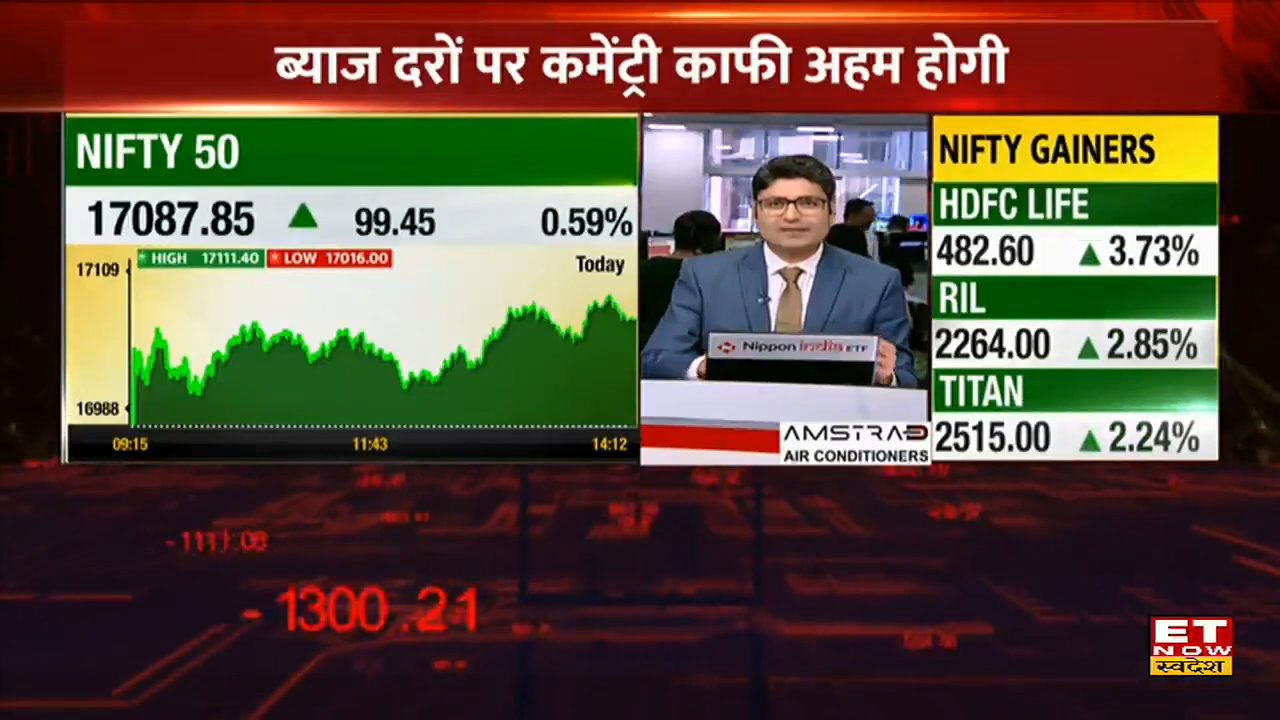 ब्याज दरों पर कमेंट्री काफी अहम होगी
NIFTY 50
17087.85 ▲ 99.45 0.59%
HIGH 17111.40 LOW 17016.00
Today
17109
16988
09:15 11:43 14:12
Nippon india ETF
AMSTRAD
AIR CONDITIONERS
NIFTY GAINERS
HDFC LIFE
482.60 ▲ 3.73%
RIL
2264.00 ▲ 2.85%
TITAN
2515.00 ▲ 2.24%
- 1300.21
ET
NOW
स्वदेश